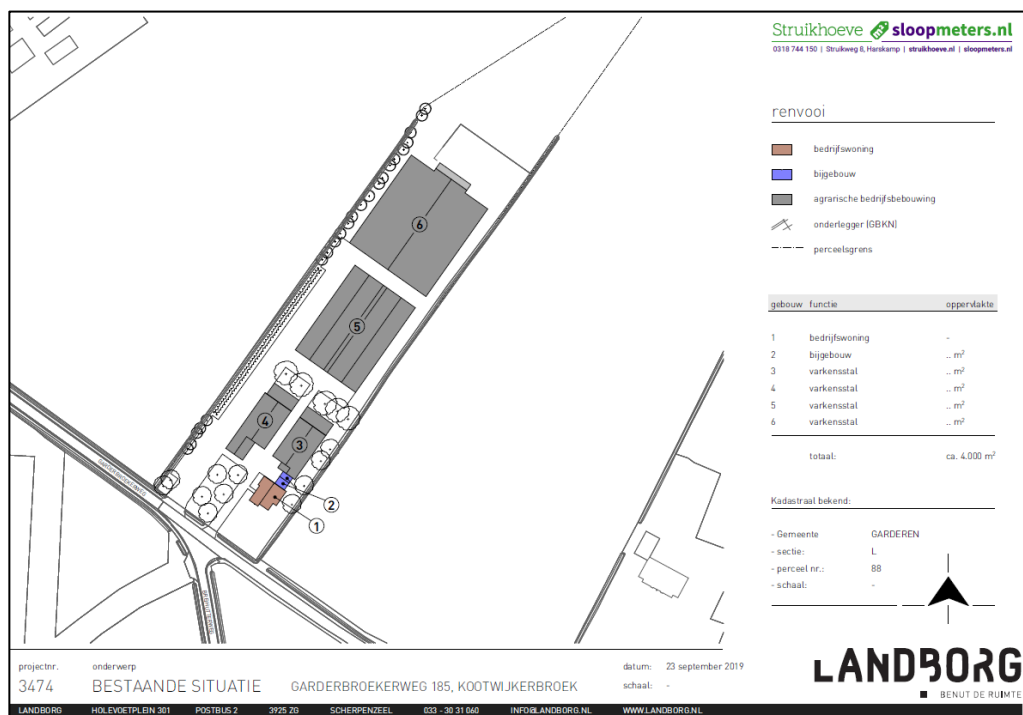 Struikhoeve sloopmeters.nl
0318 744 150 | Struikweg 8, Harskamp | struikhoeve.nl | sloopmeters.nl
renvooi
bedrijfswoning
bijgebouw
agrarische bedrijfsbebouwing
onderlegger (GBKN)
perceelsgrens
gebouw functie oppervlakte
1 bedrijfswoning -
2 bijgebouw .. m²
3 varkensstal .. m²
4 varkensstal .. m²
5 varkensstal .. m²
6 varkensstal .. m²
totaal: ca. 4.000 m²
Kadastraal bekend:
- Gemeente GARDEREN
- sectie: L
- perceel nr.: 88
- schaal: -
6
5
4
3
2
1
projectnr. onderwerp datum: 23 september 2019
3474 BESTAANDE SITUATIE GARDERBROEKERWEG 185, KOOTWIJKERBROEK schaal: -
LANDBORG
BENUT DE RUIMTE
LANDBORG HOLEVOETPLEIN 301 POSTBUS 2 3925 ZG SCHERPENZEEL 033 - 30 31 060 INFO@LANDBORG.NL WWW.LANDBORG.NL